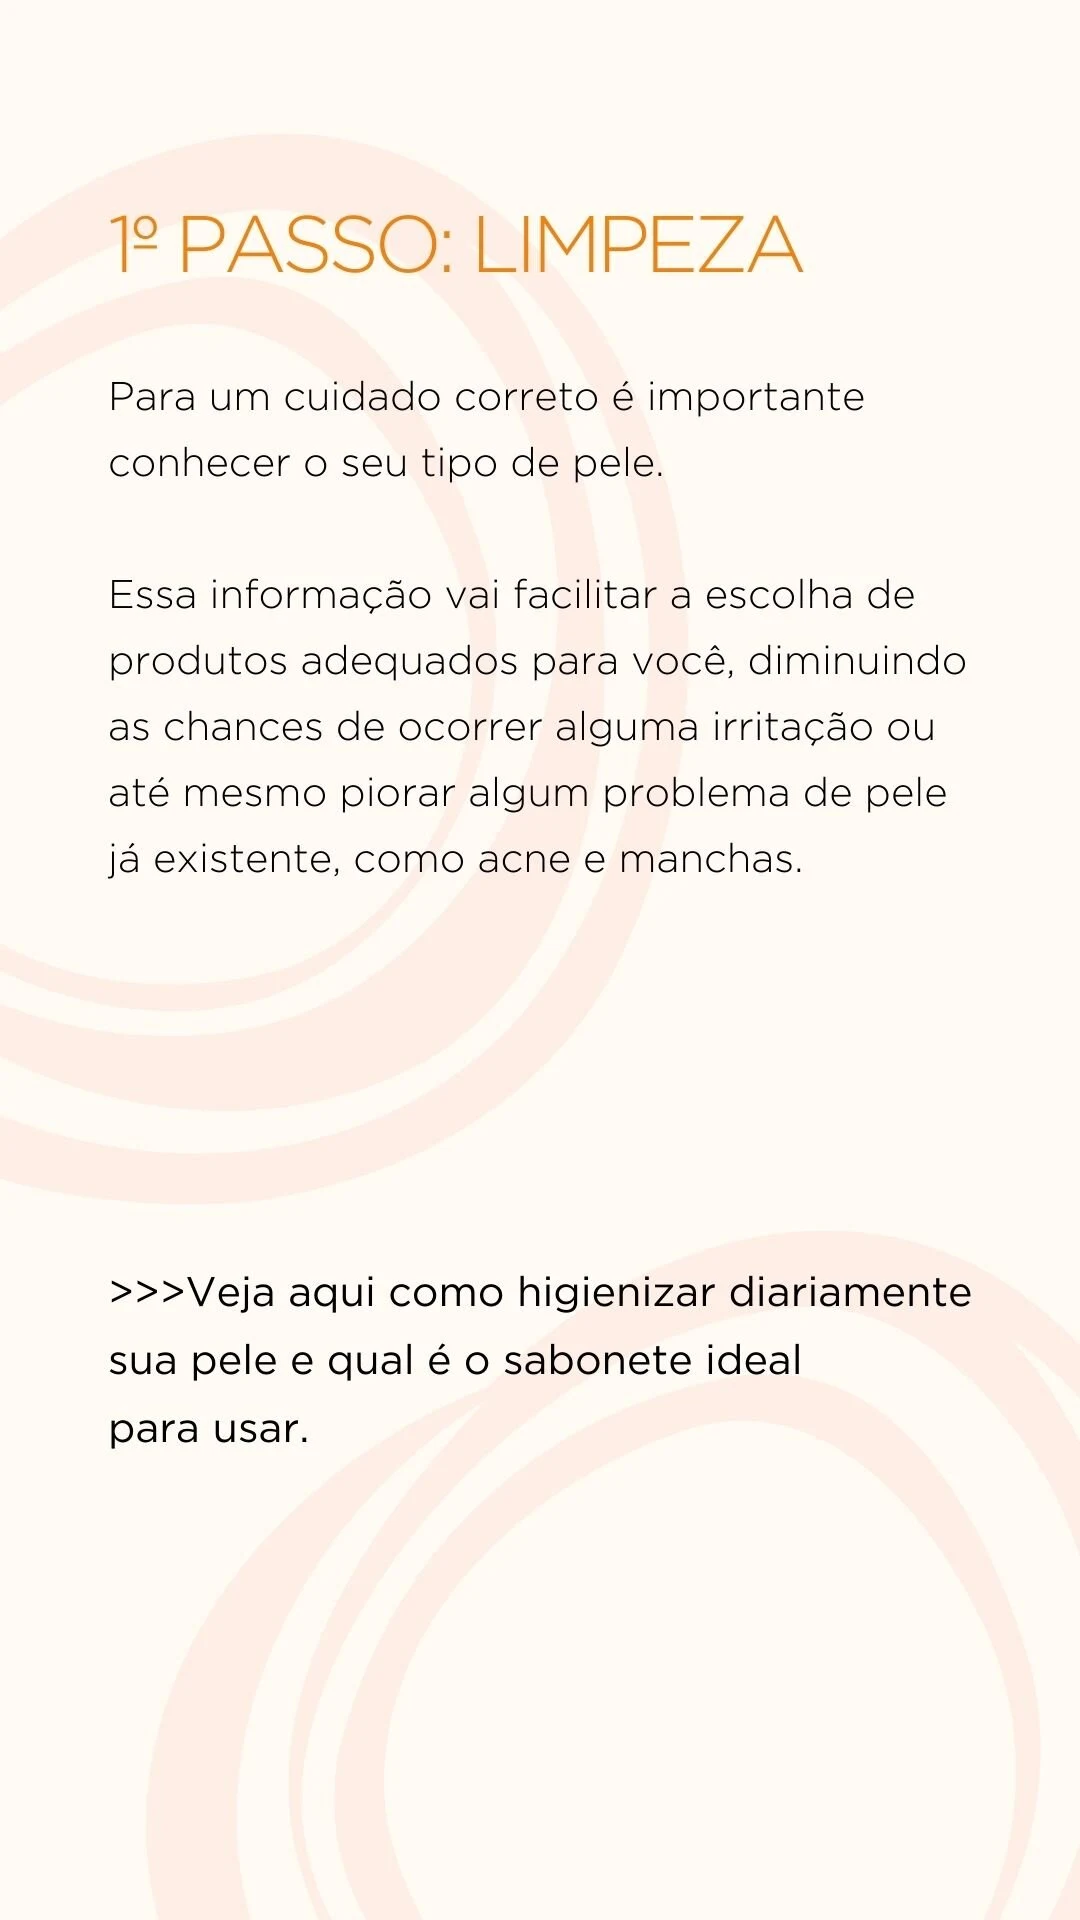 1º PASSO: LIMPEZA
Para um cuidado correto é importante
conhecer o seu tipo de pele.
Essa informação vai facilitar a escolha de
produtos adequados para você, diminuindo
as chances de ocorrer alguma irritação ou
até mesmo piorar algum problema de pele
já existente, como acne e manchas.
>>>Veja aqui como higienizar diariamente
sua pele e qual é o sabonete ideal
para usar.